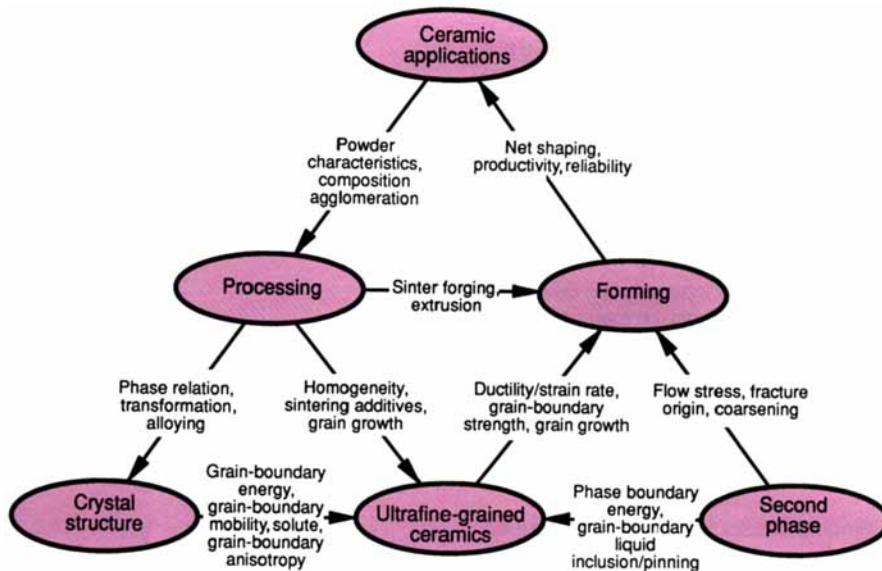 Ceramic
applications
Powder
characteristics,
composition
agglomeration
Net shaping,
productivity, reliability
Processing
Sinter forging,
extrusion
Forming
Phase relation,
transformation,
alloying
Homogeneity,
sintering additives,
grain growth
Ductility/strain rate,
grain-boundary
strength, grain growth
Flow stress, fracture
origin, coarsening
Crystal
structure
Grain-boundary
energy,
grain-boundary
mobility, solute,
grain-boundary
anisotropy
Ultrafine-grained
ceramics
Phase boundary
energy,
grain-boundary
liquid
inclusion/pinning
Second
phase